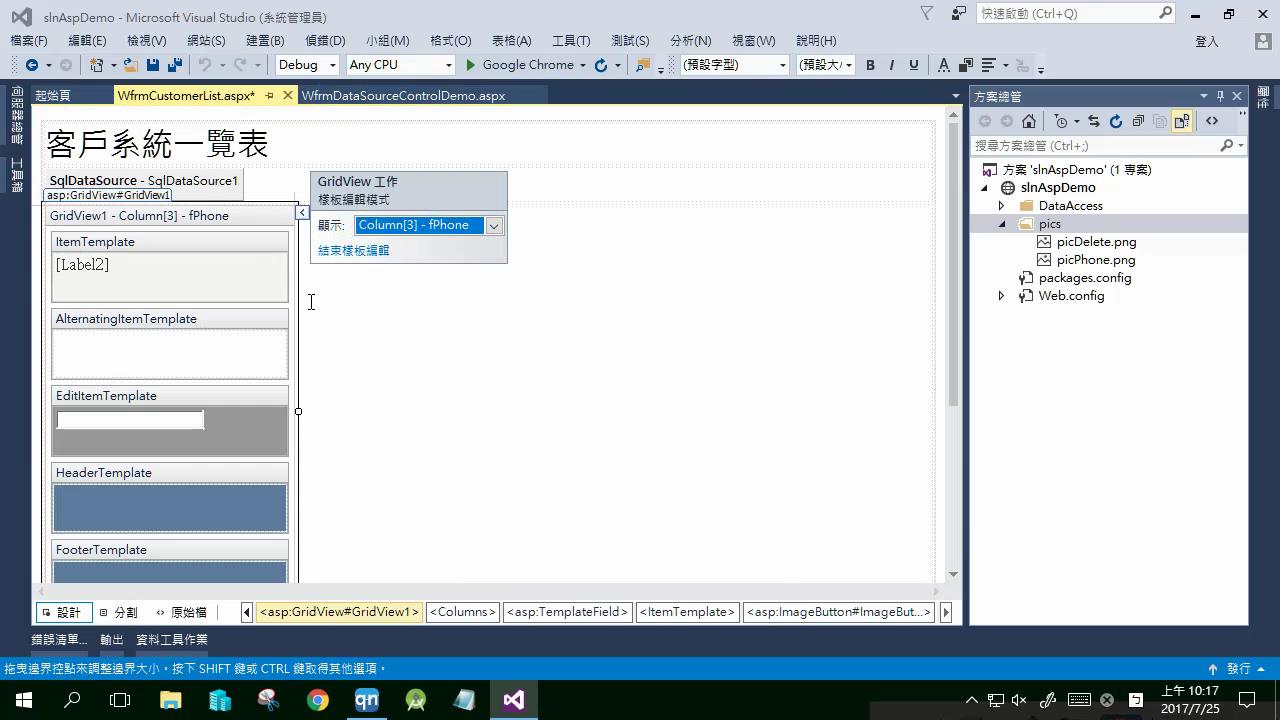 slnAspDemo - Microsoft Visual Studio (系統管理員)
快速啟動 (Ctrl+Q)
檔案(F) 編輯(E) 檢視(V) 網站(S) 建置(B) 偵錯(D) 小組(M) 格式(O) 表格(A) 工具(T) 測試(S) 分析(N) 視窗(W) 說明(H)
登入
Debug Any CPU Google Chrome (預設字型) (預設大 B I U A
起始頁 WfrmCustomerList.aspx* WfrmDataSourceControlDemo.aspx
伺服器總管
工具箱
客戶系統一覽表
SqlDataSource - SqlDataSource1
asp:GridView#GridView1
GridView1 - Column[3] - fPhone
ItemTemplate
[Label2]
AlternatingItemTemplate
EditItemTemplate
HeaderTemplate
FooterTemplate
GridView 工作
樣板編輯模式
顯示: Column[3] - fPhone
結束樣板編輯
設計 分割 原始檔 <asp:GridView#GridView1> <Columns> <asp:TemplateField> <ItemTemplate> <asp:ImageButton#ImageBut...>
錯誤清單... 輸出 資料工具作業
方案總管
搜尋方案總管 (Ctrl+;)
方案 'slnAspDemo' (1 專案)
slnAspDemo
DataAccess
pics
picDelete.png
picPhone.png
packages.config
Web.config
拖曳邊界控點來調整邊界大小。按下 SHIFT 鍵或 CTRL 鍵取得其他選項。
發行
qn
上午 10:17
2017/7/25